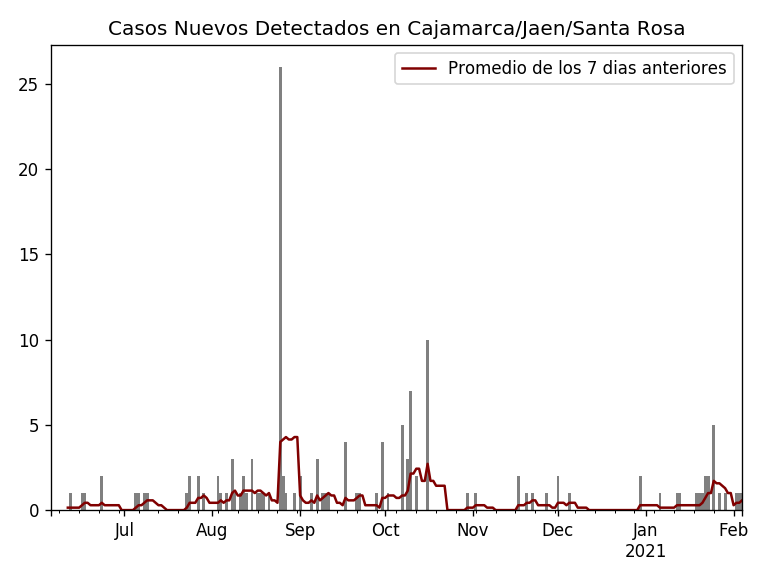 Casos Nuevos Detectados en Cajamarca/Jaen/Santa Rosa
Promedio de los 7 dias anteriores
25
20
15
10
5
0
Jul Aug Sep Oct Nov Dec Jan Feb
2021